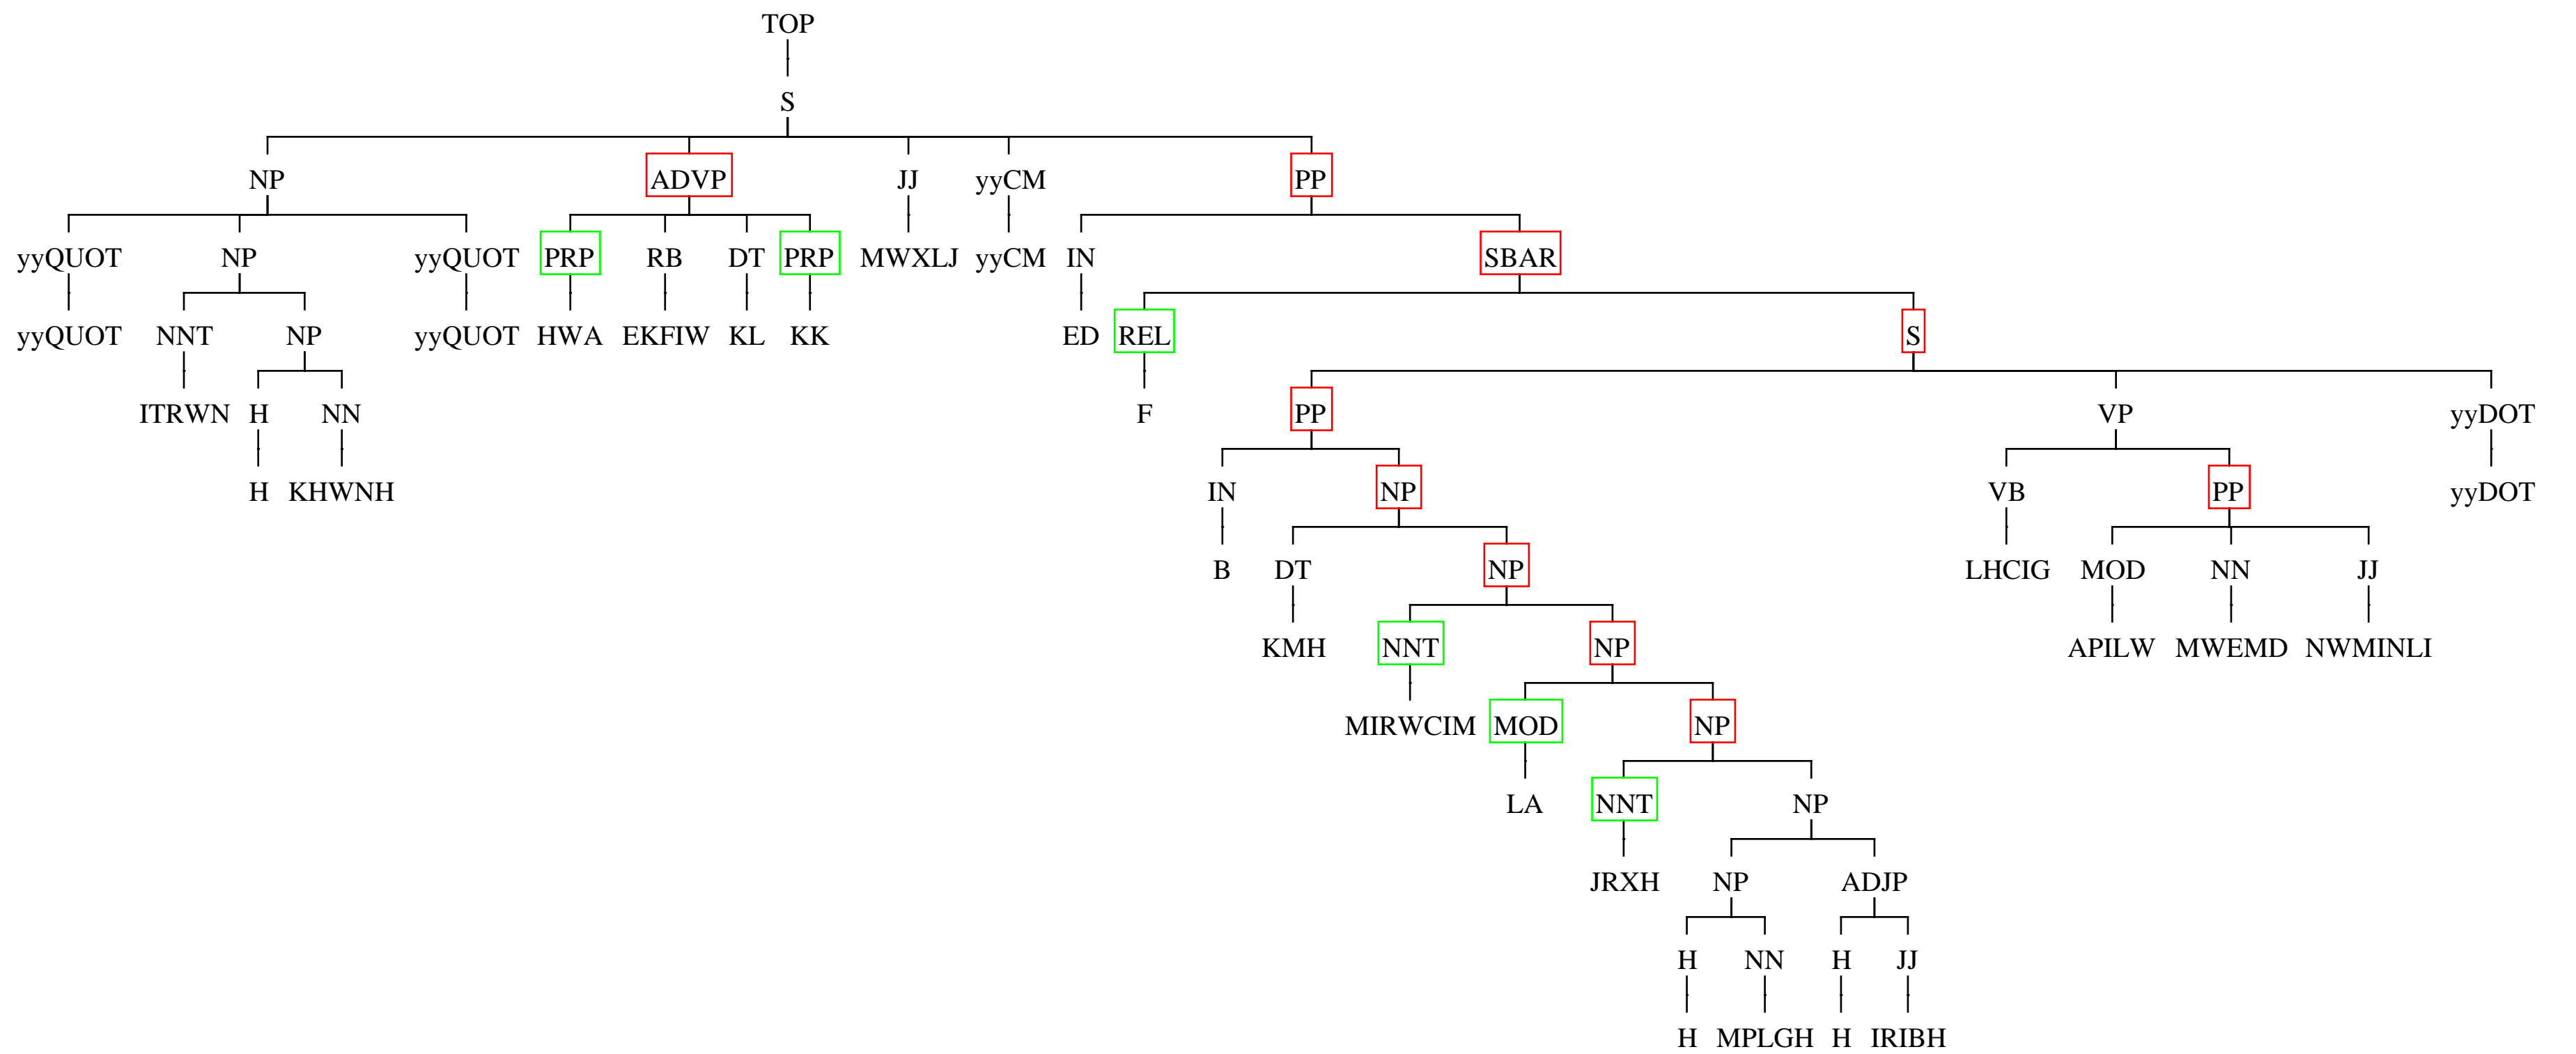 TOP
S
NP ADVP JJ yyCM PP
yyQUOT NP yyQUOT PRP RB DT PRP MWXLJ yyCM IN SBAR
yyQUOT NNT NP yyQUOT HWA EKFIW KL KK ED REL S
ITRWN H NN F PP VP yyDOT
H KHWNH IN NP VB PP yyDOT
B DT NP LHCIG MOD NN JJ
KMH NNT NP APILW MWEMD NWMINLI
MIRWCIM MOD NP
LA NNT NP
JRXH NP ADJP
H NN H JJ
H MPLGH H IRIBH